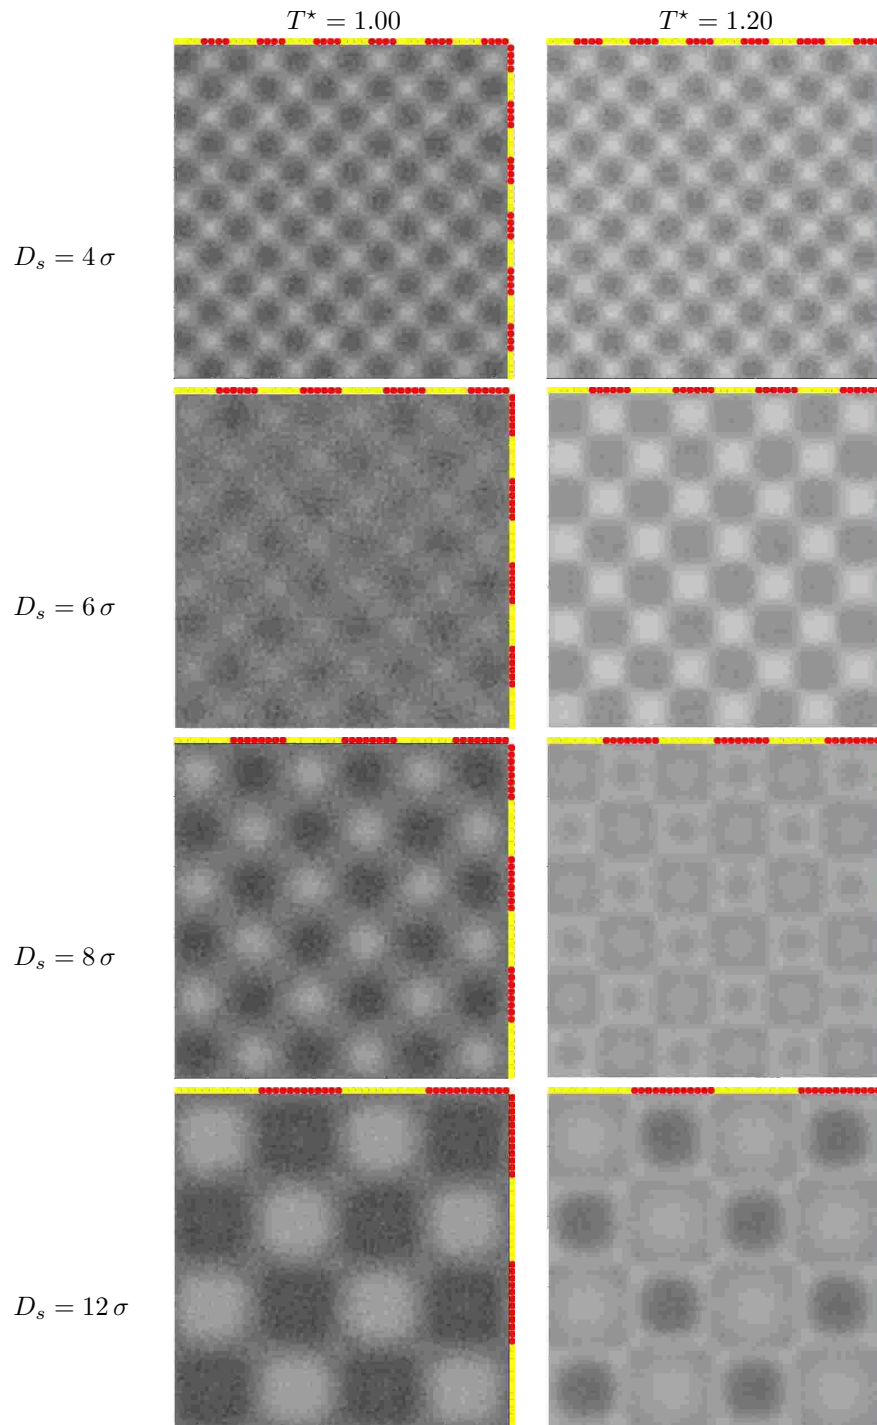 T⋆ = 1.00 T⋆ = 1.20
D_s = 4 σ
D_s = 6 σ
D_s = 8 σ
D_s = 12 σ